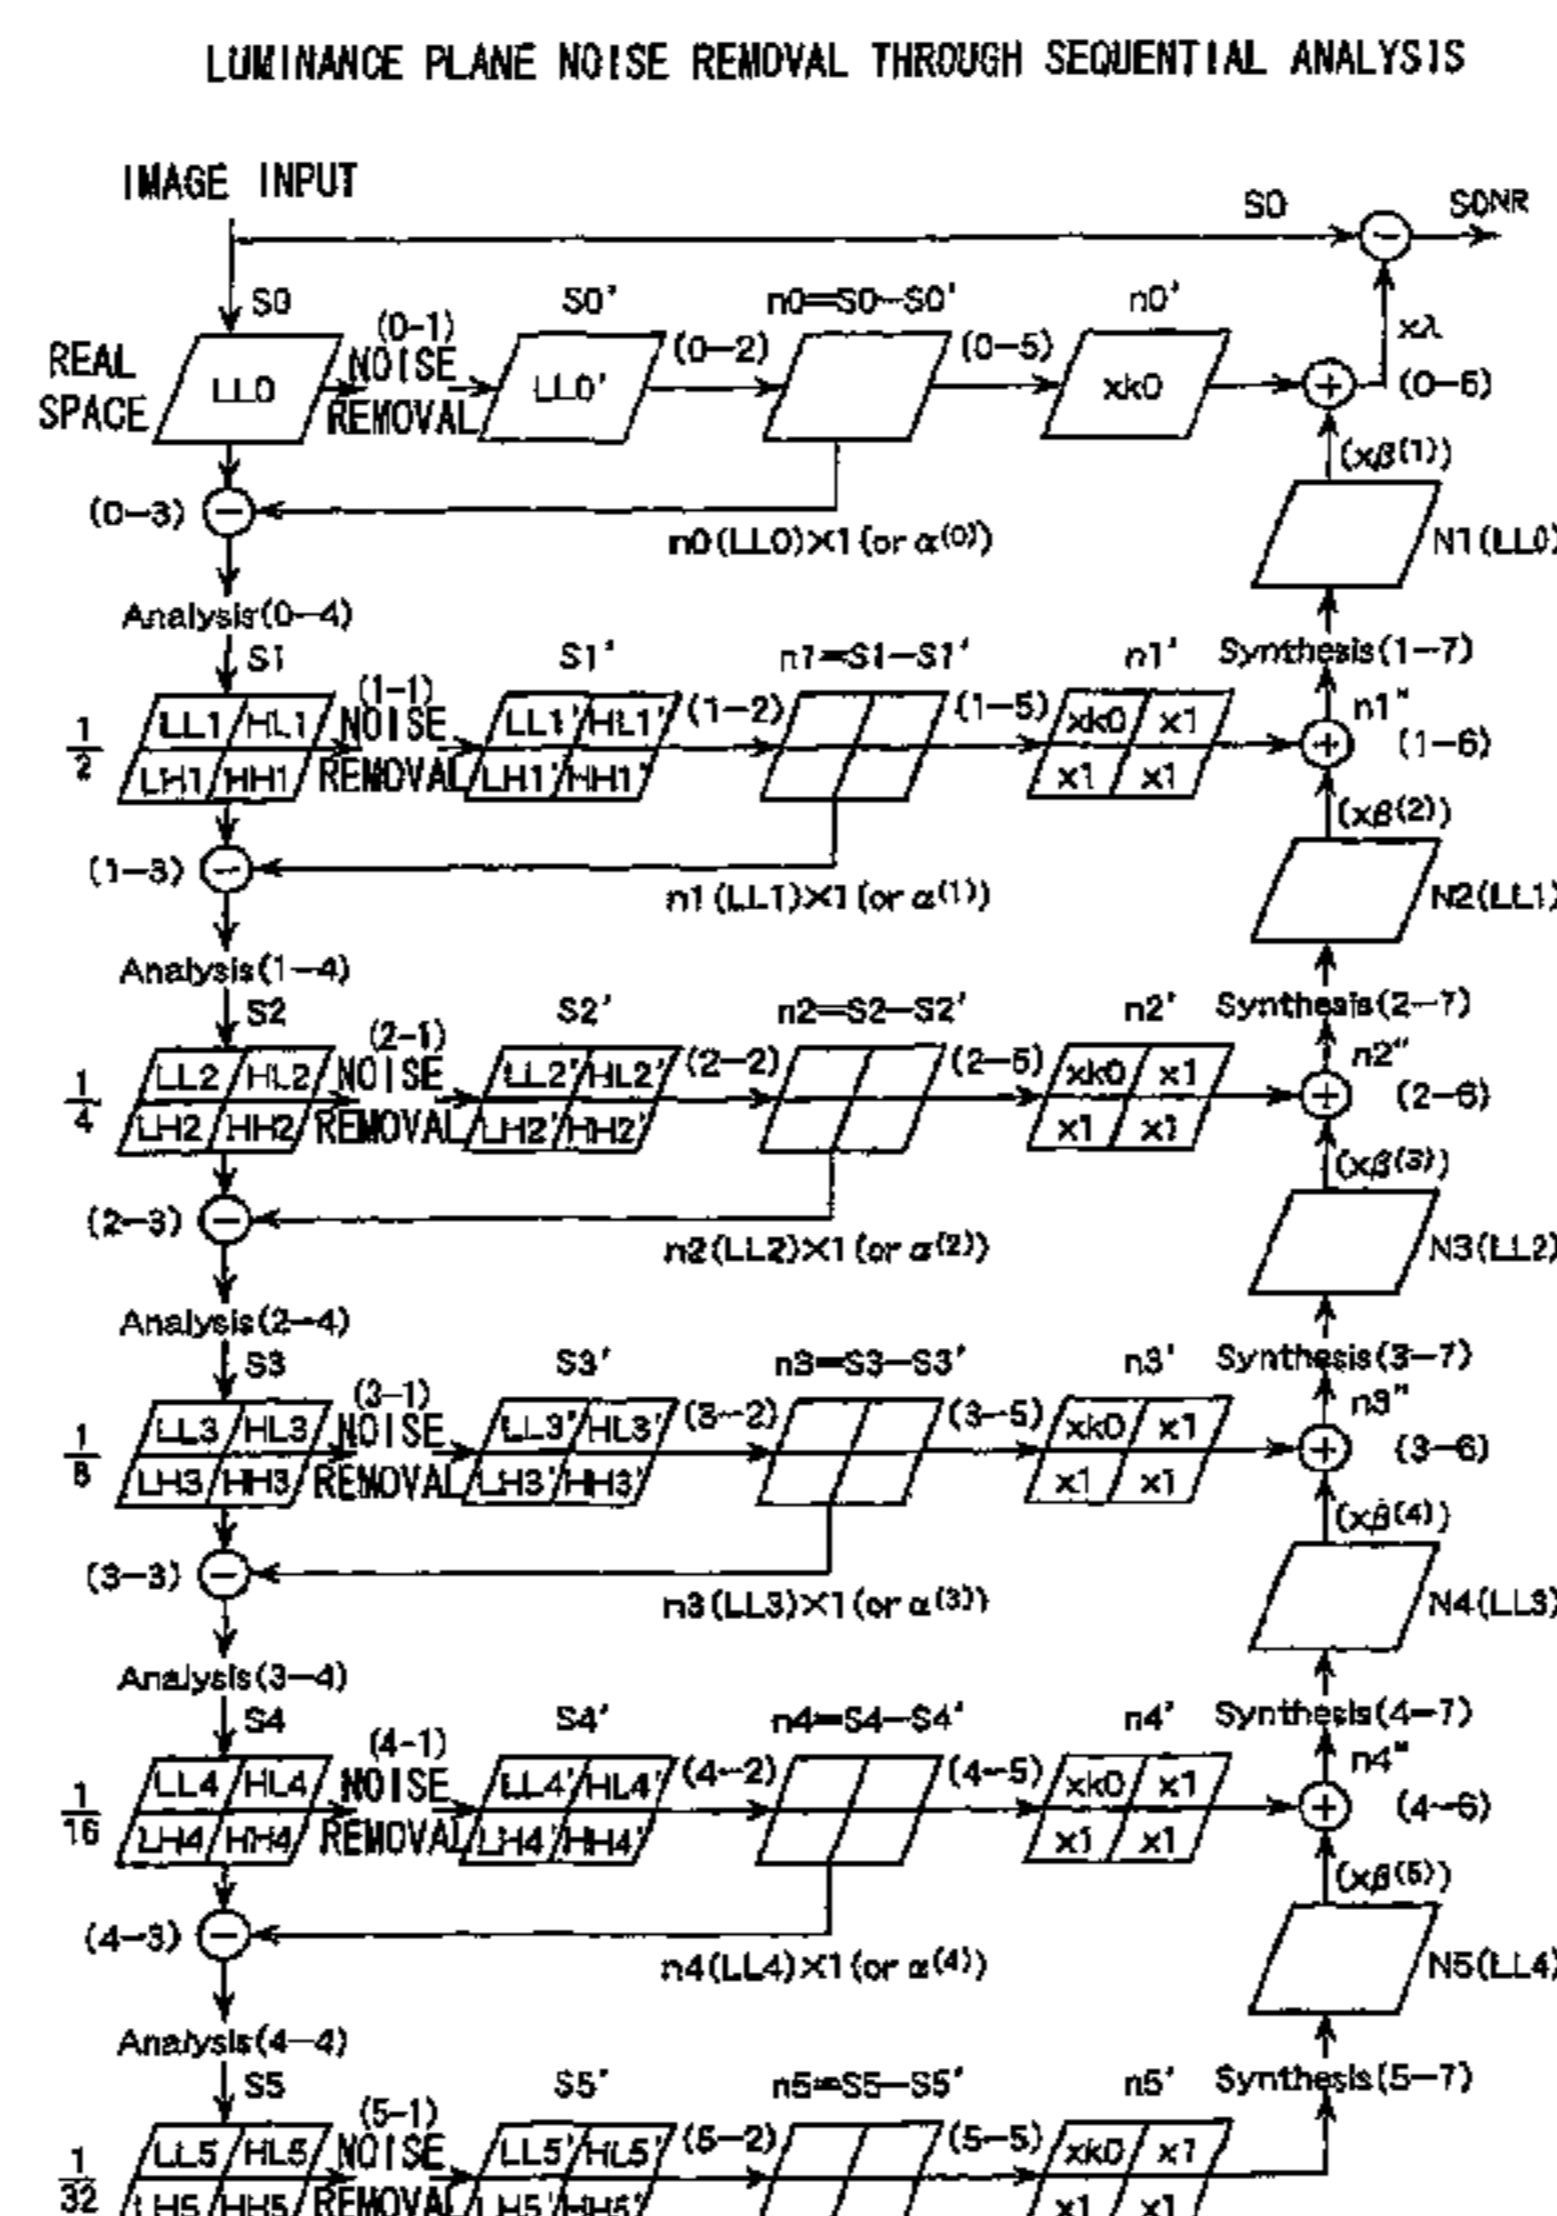 LUMINANCE PLANE NOISE REMOVAL THROUGH SEQUENTIAL ANALYSIS
IMAGE INPUT
S0 S0NR
S0 S0' n0=S0-S0' n0'
REAL SPACE
LL0
(0-1) NOISE REMOVAL
LL0'
(0-2)
(0-5)
xk0
xλ
(0-6)
(xβ(1))
(0-3)
n0(LL0)×1(or α(0))
N1(LL0)
Analysis(0-4)
S1 S1' n1=S1-S1' n1' Synthesis(1-7)
1/2
LL1 HL1
LH1 HH1
(1-1) NOISE REMOVAL
LL1' HL1'
LH1' HH1'
(1-2)
(1-5)
xk0 x1
x1 x1
n1"
(1-6)
(xβ(2))
(1-3)
n1(LL1)×1(or α(1))
N2(LL1)
Analysis(1-4)
S2 S2' n2=S2-S2' n2' Synthesis(2-7)
1/4
LL2 HL2
LH2 HH2
(2-1) NOISE REMOVAL
LL2' HL2'
LH2' HH2'
(2-2)
(2-5)
xk0 x1
x1 x1
n2"
(2-6)
(xβ(3))
(2-3)
n2(LL2)×1(or α(2))
N3(LL2)
Analysis(2-4)
S3 S3' n3=S3-S3' n3' Synthesis(3-7)
1/8
LL3 HL3
LH3 HH3
(3-1) NOISE REMOVAL
LL3' HL3'
LH3' HH3'
(3-2)
(3-5)
xk0 x1
x1 x1
n3"
(3-6)
(xβ(4))
(3-3)
n3(LL3)×1(or α(3))
N4(LL3)
Analysis(3-4)
S4 S4' n4=S4-S4' n4' Synthesis(4-7)
1/16
LL4 HL4
LH4 HH4
(4-1) NOISE REMOVAL
LL4' HL4'
LH4' HH4'
(4-2)
(4-5)
xk0 x1
x1 x1
n4"
(4-6)
(xβ(5))
(4-3)
n4(LL4)×1(or α(4))
N5(LL4)
Analysis(4-4)
S5 S5' n5=S5-S5' n5' Synthesis(5-7)
1/32
LL5 HL5
LH5 HH5
(5-1) NOISE REMOVAL
LL5' HL5'
LH5' HH5'
(5-2)
(5-5)
xk0 x1
x1 x1